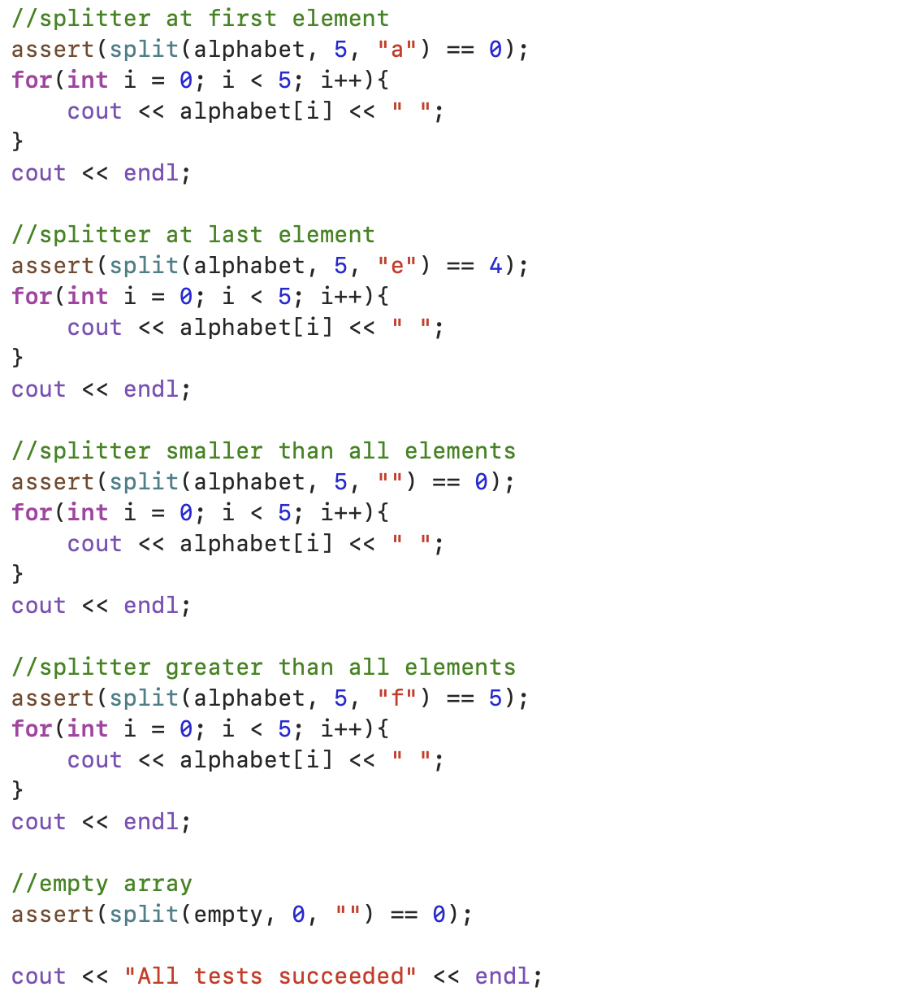 //splitter at first element
assert(split(alphabet, 5, "a") == 0);
for(int i = 0; i < 5; i++){
    cout << alphabet[i] << " ";
}
cout << endl;

//splitter at last element
assert(split(alphabet, 5, "e") == 4);
for(int i = 0; i < 5; i++){
    cout << alphabet[i] << " ";
}
cout << endl;

//splitter smaller than all elements
assert(split(alphabet, 5, "") == 0);
for(int i = 0; i < 5; i++){
    cout << alphabet[i] << " ";
}
cout << endl;

//splitter greater than all elements
assert(split(alphabet, 5, "f") == 5);
for(int i = 0; i < 5; i++){
    cout << alphabet[i] << " ";
}
cout << endl;

//empty array
assert(split(empty, 0, "") == 0);

cout << "All tests succeeded" << endl;